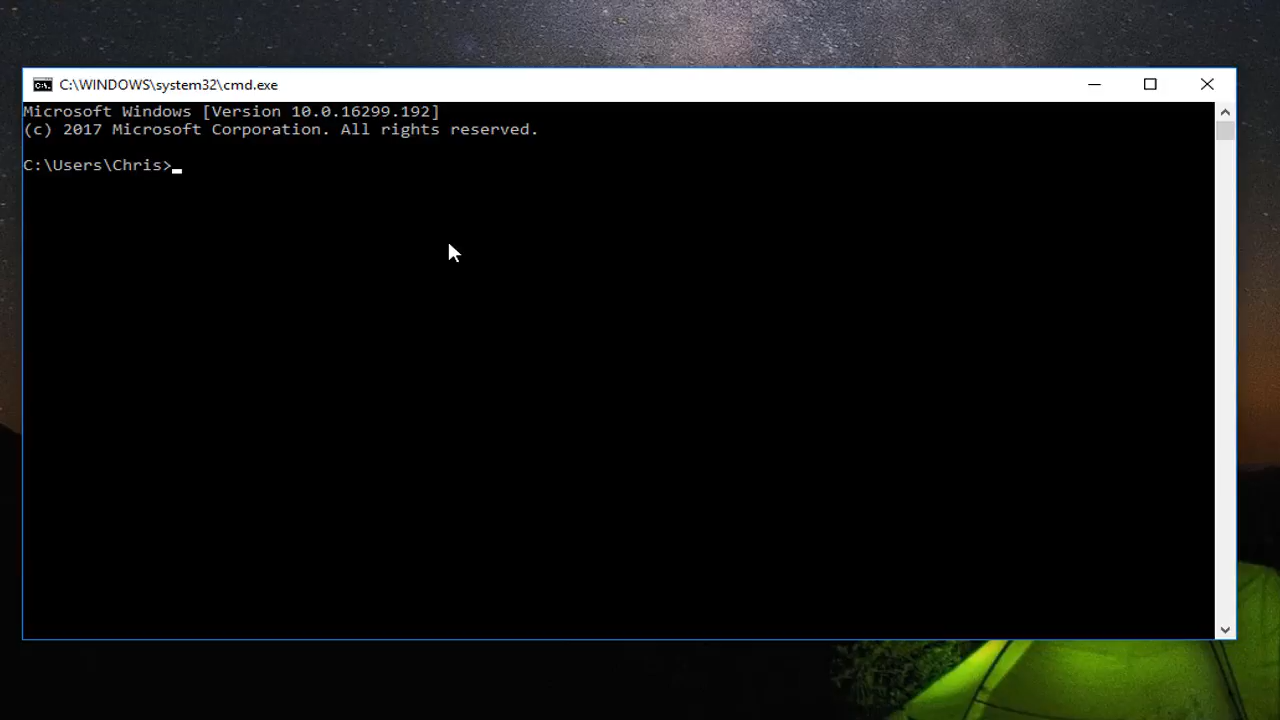 C:\WINDOWS\system32\cmd.exe
Microsoft Windows [Version 10.0.16299.192]
(c) 2017 Microsoft Corporation. All rights reserved.
C:\Users\Chris>